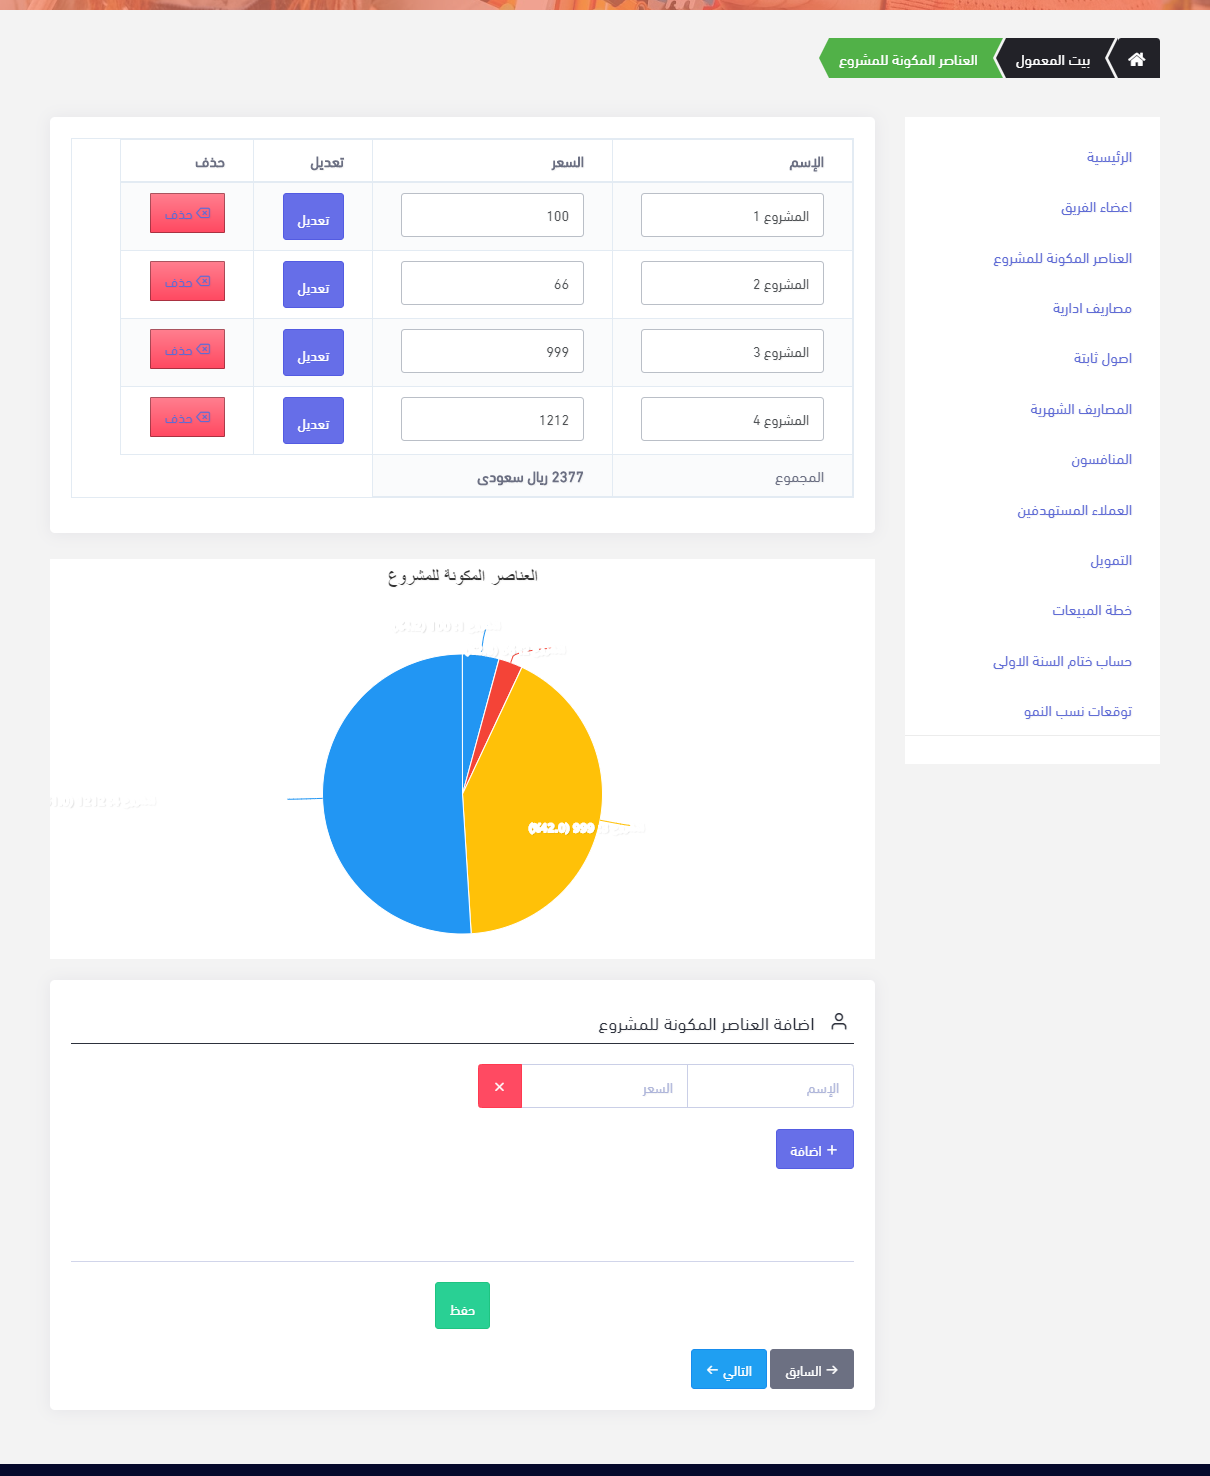 بيت المعمول
العناصر المكونة للمشروع
الرئيسية
اعضاء الفريق
العناصر المكونة للمشروع
مصاريف ادارية
اصول ثابتة
المصاريف الشهرية
المنافسون
العملاء المستهدفين
التمويل
خطة المبيعات
حساب ختام السنة الاولى
توقعات نسب النمو
الإسم السعر تعديل حذف
المشروع 1 100 تعديل حذف
المشروع 2 66 تعديل حذف
المشروع 3 999 تعديل حذف
المشروع 4 1212 تعديل حذف
المجموع 2377 ريال سعودى
العناصر المكونة للمشروع
999 (%42.0)
اضافة العناصر المكونة للمشروع
الإسم السعر
اضافة
حفظ
السابق التالي